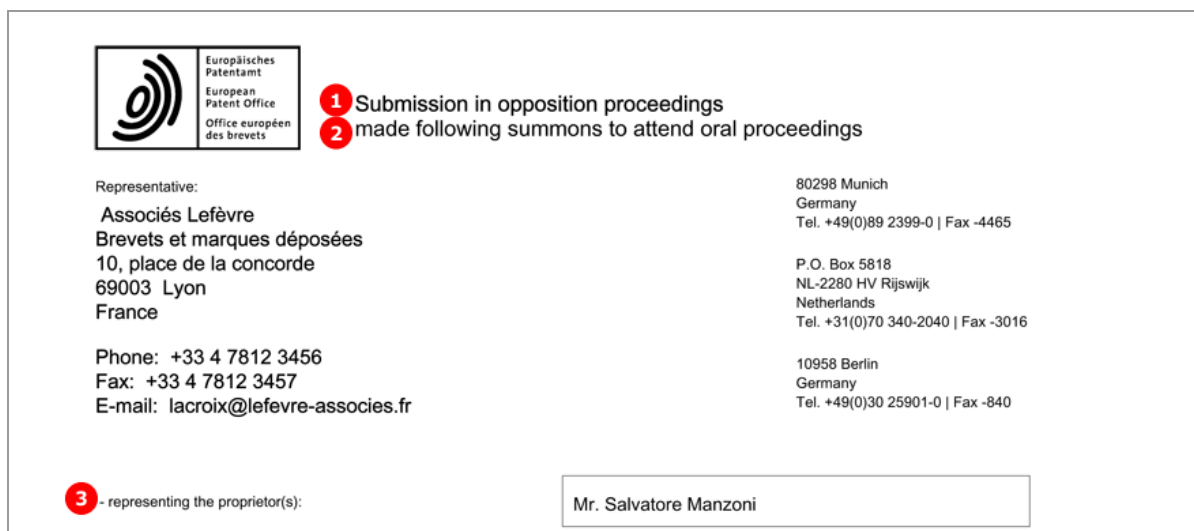 Europäisches
Patentamt
European
Patent Office
Office européen
des brevets
1 Submission in opposition proceedings
2 made following summons to attend oral proceedings
Representative:
Associés Lefèvre
Brevets et marques déposées
10, place de la concorde
69003 Lyon
France
Phone: +33 4 7812 3456
Fax: +33 4 7812 3457
E-mail: lacroix@lefevre-associes.fr
80298 Munich
Germany
Tel. +49(0)89 2399-0 | Fax -4465
P.O. Box 5818
NL-2280 HV Rijswijk
Netherlands
Tel. +31(0)70 340-2040 | Fax -3016
10958 Berlin
Germany
Tel. +49(0)30 25901-0 | Fax -840
3 - representing the proprietor(s):
Mr. Salvatore Manzoni